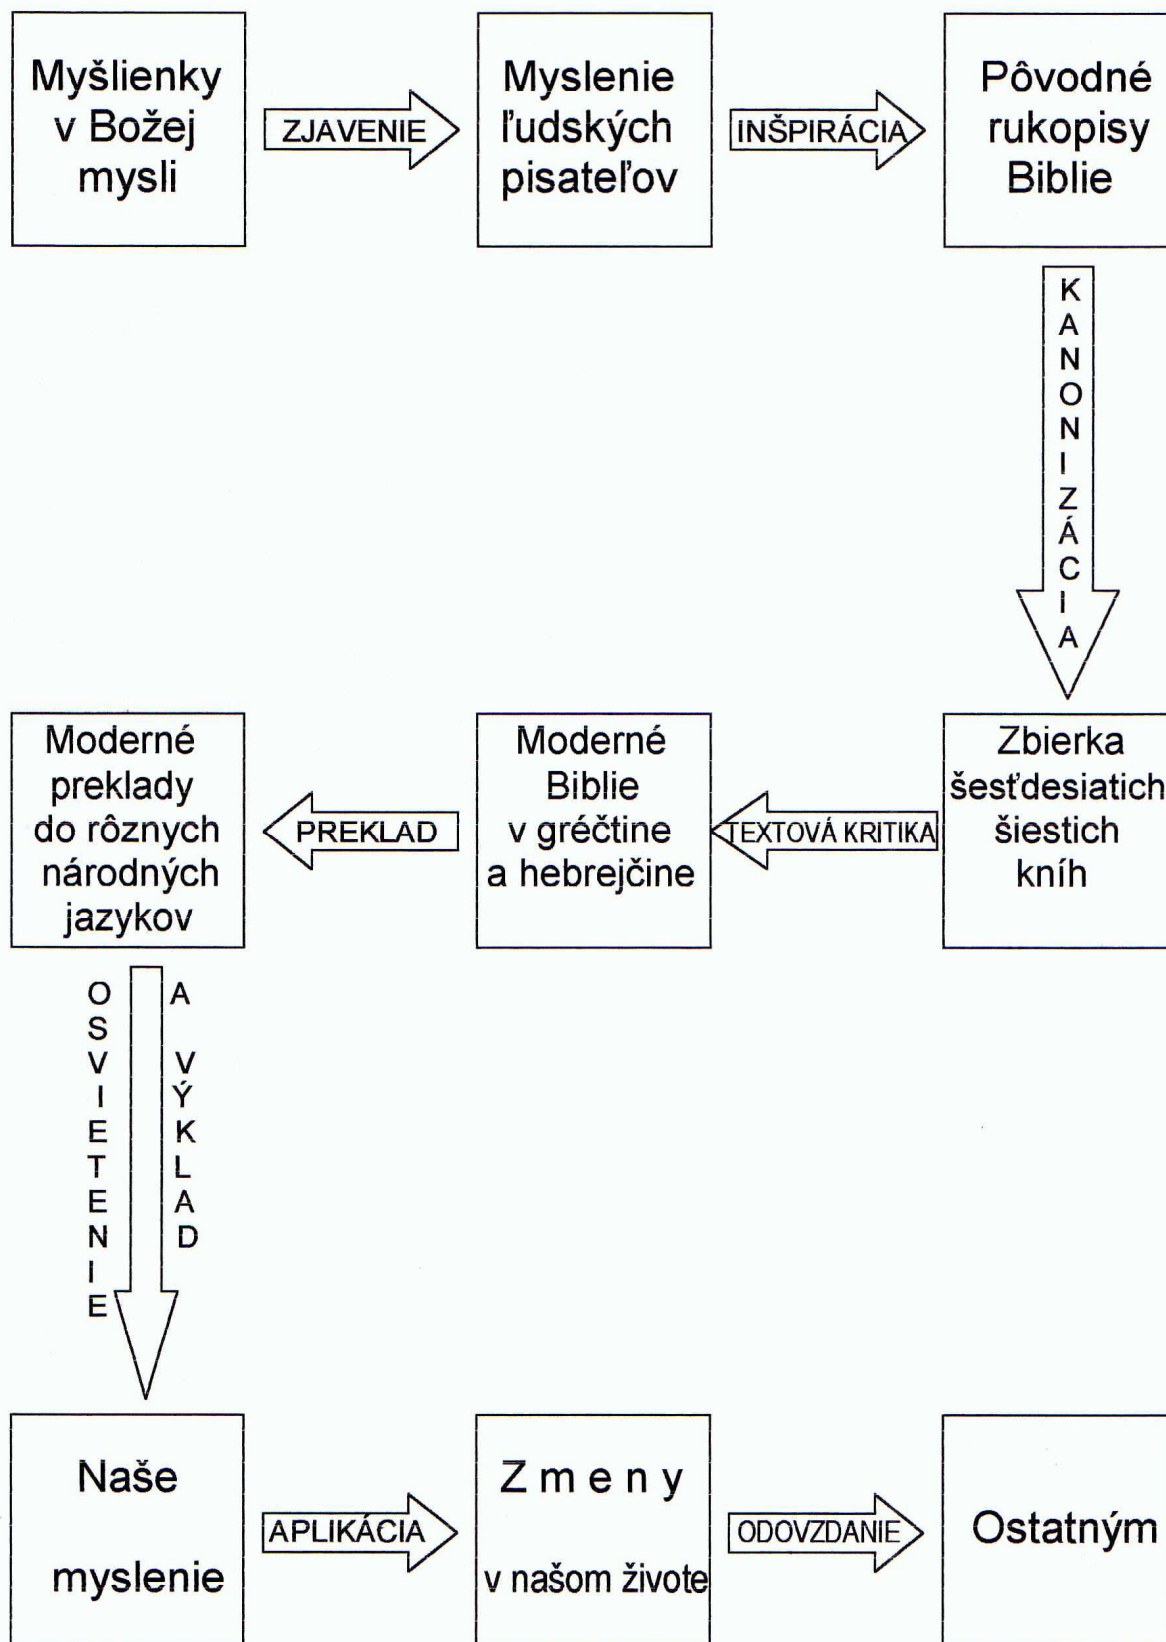 Myšlienky
v Božej
mysli
ZJAVENIE
Myslenie
ľudských
pisateľov
INŠPIRÁCIA
Pôvodné
rukopisy
Biblie
KANONIZÁCIA
Zbierka
šesťdesiatich
šiestich
kníh
TEXTOVÁ KRITIKA
Moderné
Biblie
v gréčtine
a hebrejčine
PREKLAD
Moderné
preklady
do rôznych
národných
jazykov
OSVIETENIE
A VÝKLAD
Naše
myslenie
APLIKÁCIA
Zmeny
v našom živote
ODOVZDANIE
Ostatným